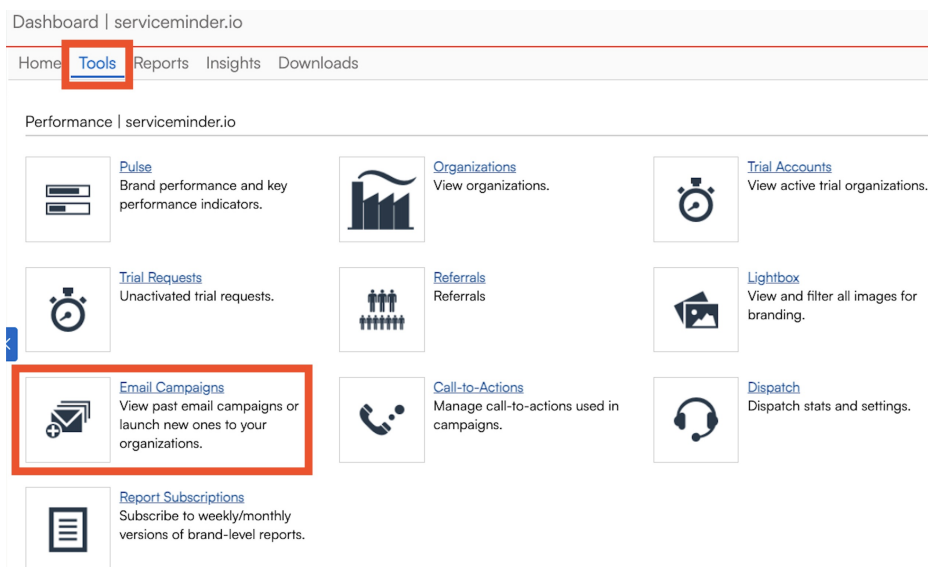 Dashboard | serviceminder.io
Home Tools Reports Insights Downloads
Performance | serviceminder.io
Pulse
Brand performance and key
performance indicators.
Organizations
View organizations.
Trial Accounts
View active trial organizations.
Trial Requests
Unactivated trial requests.
Referrals
Referrals
Lightbox
View and filter all images for
branding.
Email Campaigns
View past email campaigns or
launch new ones to your
organizations.
Call-to-Actions
Manage call-to-actions used in
campaigns.
Dispatch
Dispatch stats and settings.
Report Subscriptions
Subscribe to weekly/monthly
versions of brand-level reports.